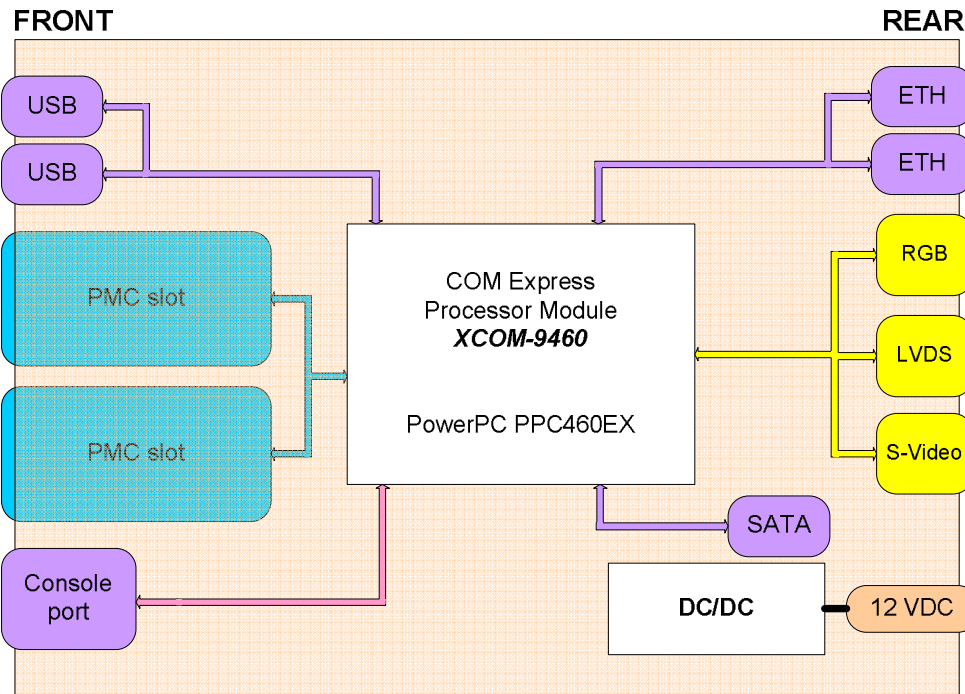 FRONT
REAR
USB
USB
ETH
ETH
PMC slot
PMC slot
COM Express
Processor Module
XCOM-9460
PowerPC PPC460EX
RGB
LVDS
S-Video
SATA
Console
port
DC/DC
12 VDC